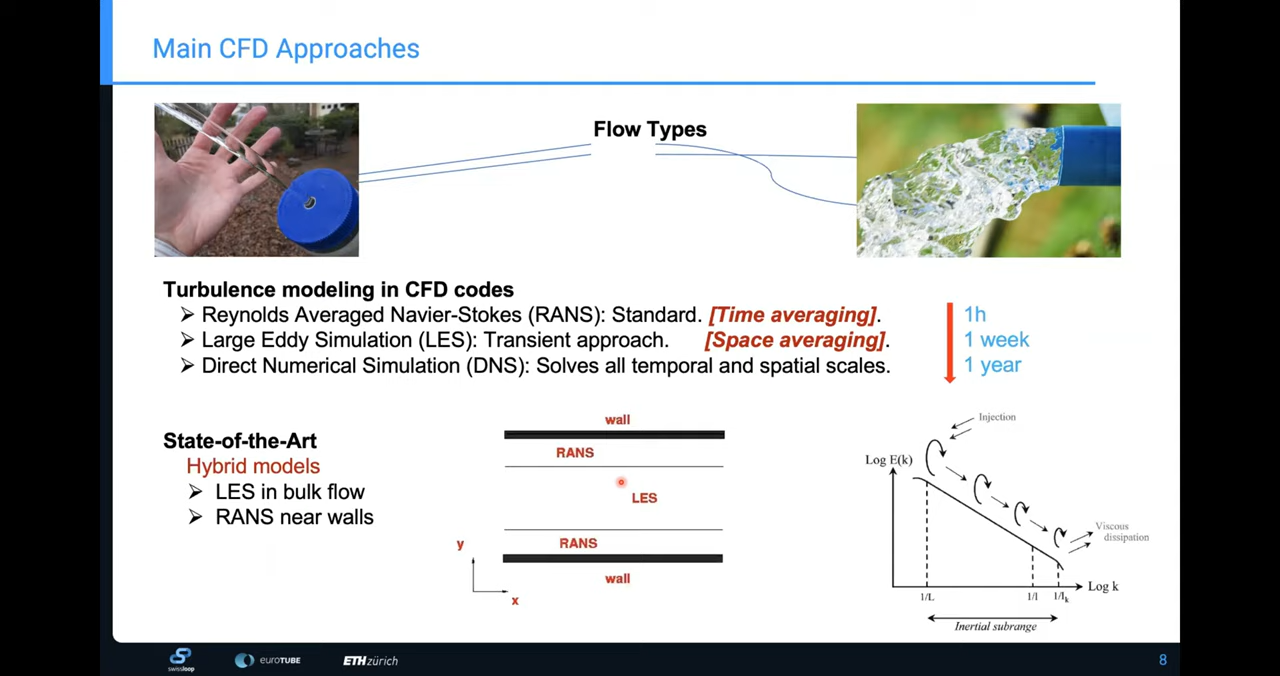 Main CFD Approaches
Flow Types
Turbulence modeling in CFD codes
➢ Reynolds Averaged Navier-Stokes (RANS): Standard. [Time averaging]. 1h
➢ Large Eddy Simulation (LES): Transient approach. [Space averaging]. 1 week
➢ Direct Numerical Simulation (DNS): Solves all temporal and spatial scales. 1 year
State-of-the-Art
Hybrid models
➢ LES in bulk flow
➢ RANS near walls
wall
RANS
LES
RANS
wall
y
x
Injection
Log E(k)
Viscous
dissipation
Log k
1/L 1/l 1/lk
Inertial subrange
swissloop euroTUBE ETH zürich 8